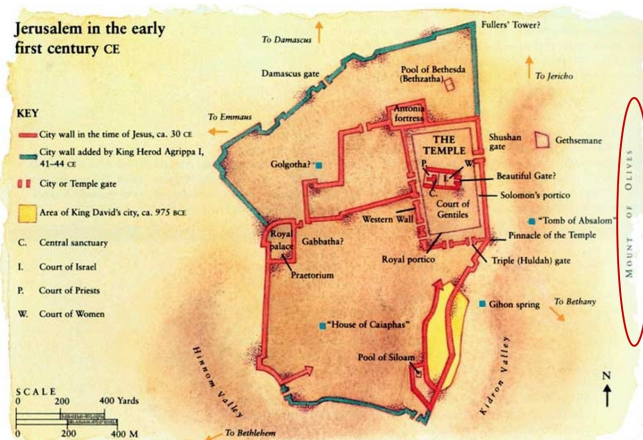 Jerusalem in the early
first century CE
KEY
City wall in the time of Jesus, ca. 30 CE
City wall added by King Herod Agrippa I,
41–44 CE
City or Temple gate
Area of King David's city, ca. 975 BCE
C. Central sanctuary
I. Court of Israel
P. Court of Priests
W. Court of Women
SCALE
0 200 400 Yards
0 200 400 M
To Damascus
Fullers' Tower?
Damascus gate
Pool of Bethesda
(Bethzatha)
To Jericho
To Emmaus
Antonia
fortress
THE
TEMPLE
Shushan
gate
Gethsemane
Golgotha?
P.
W.
I.
C.
Beautiful Gate?
Court of
Gentiles
Solomon's portico
Western Wall
"Tomb of Absalom"
Pinnacle of the Temple
Royal
palace
Gabbatha?
Royal portico
Triple (Huldah) gate
Praetorium
MOUNT OF OLIVES
Gihon spring
To Bethany
"House of Caiaphas"
Pool of Siloam
Hinnom Valley
Kidron Valley
N
To Bethlehem